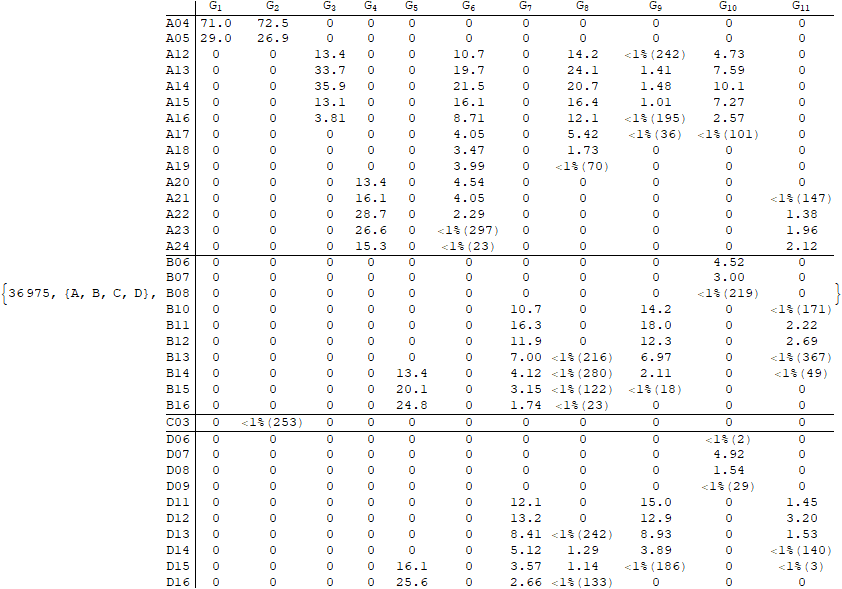 G1 G2 G3 G4 G5 G6 G7 G8 G9 G10 G11
A04 71.0 72.5 0 0 0 0 0 0 0 0 0
A05 29.0 26.9 0 0 0 0 0 0 0 0 0
A12 0 0 13.4 0 0 10.7 0 14.2 <1%(242) 4.73 0
A13 0 0 33.7 0 0 19.7 0 24.1 1.41 7.59 0
A14 0 0 35.9 0 0 21.5 0 20.7 1.48 10.1 0
A15 0 0 13.1 0 0 16.1 0 16.4 1.01 7.27 0
A16 0 0 3.81 0 0 8.71 0 12.1 <1%(195) 2.57 0
A17 0 0 0 0 0 4.05 0 5.42 <1%(36) <1%(101) 0
A18 0 0 0 0 0 3.47 0 1.73 0 0 0
A19 0 0 0 0 0 3.99 0 <1%(70) 0 0 0
A20 0 0 0 13.4 0 4.54 0 0 0 0 0
A21 0 0 0 16.1 0 4.05 0 0 0 0 <1%(147)
A22 0 0 0 28.7 0 2.29 0 0 0 0 1.38
A23 0 0 0 26.6 0 <1%(297) 0 0 0 0 1.96
A24 0 0 0 15.3 0 <1%(23) 0 0 0 0 2.12
B06 0 0 0 0 0 0 0 0 0 4.52 0
B07 0 0 0 0 0 0 0 0 0 3.00 0
{36975, {A, B, C, D}, B08 0 0 0 0 0 0 0 0 0 <1%(219) 0 }
B10 0 0 0 0 0 0 10.7 0 14.2 0 <1%(171)
B11 0 0 0 0 0 0 16.3 0 18.0 0 2.22
B12 0 0 0 0 0 0 11.9 0 12.3 0 2.69
B13 0 0 0 0 0 0 7.00 <1%(216) 6.97 0 <1%(367)
B14 0 0 0 0 13.4 0 4.12 <1%(280) 2.11 0 <1%(49)
B15 0 0 0 0 20.1 0 3.15 <1%(122) <1%(18) 0 0
B16 0 0 0 0 24.8 0 1.74 <1%(23) 0 0 0
C03 0 <1%(253) 0 0 0 0 0 0 0 0 0
D06 0 0 0 0 0 0 0 0 0 <1%(2) 0
D07 0 0 0 0 0 0 0 0 0 4.92 0
D08 0 0 0 0 0 0 0 0 0 1.54 0
D09 0 0 0 0 0 0 0 0 0 <1%(29) 0
D11 0 0 0 0 0 0 12.1 0 15.0 0 1.45
D12 0 0 0 0 0 0 13.2 0 12.9 0 3.20
D13 0 0 0 0 0 0 8.41 <1%(242) 8.93 0 1.53
D14 0 0 0 0 0 0 5.12 1.29 3.89 0 <1%(140)
D15 0 0 0 0 16.1 0 3.57 1.14 <1%(186) 0 <1%(3)
D16 0 0 0 0 25.6 0 2.66 <1%(133) 0 0 0